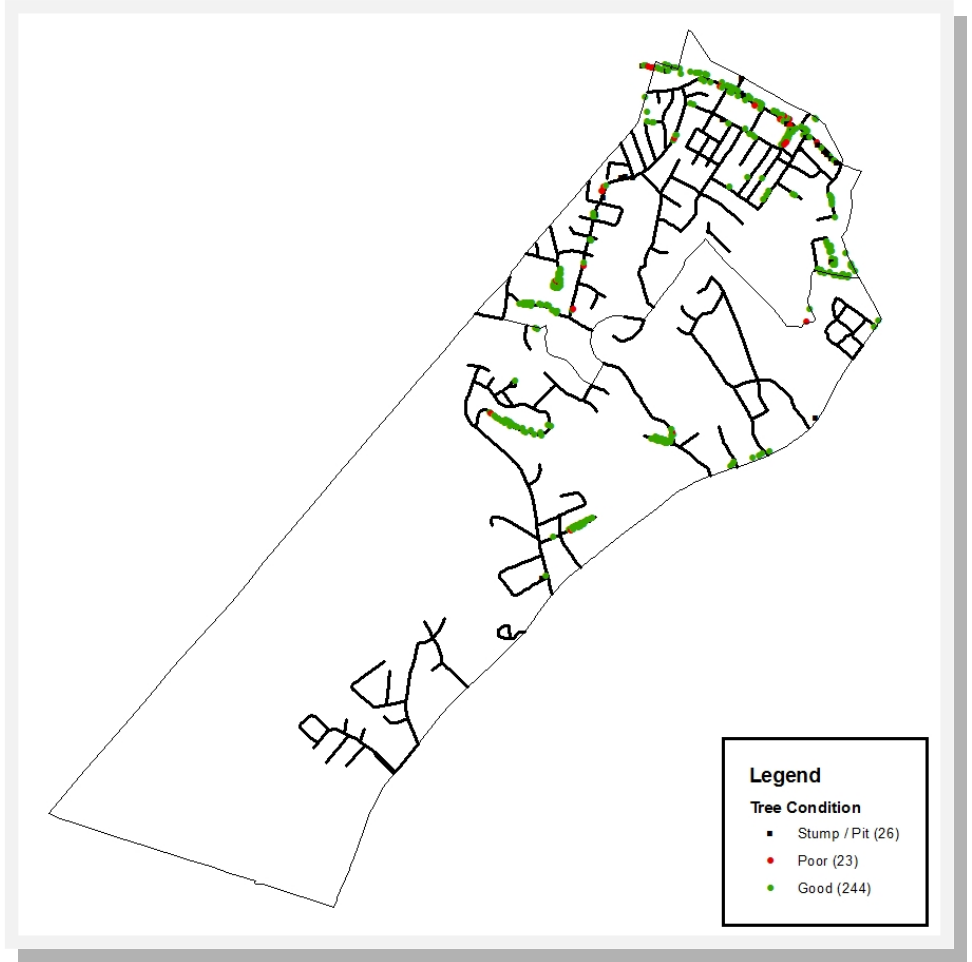 Legend
Tree Condition
Stump / Pit (26)
Poor (23)
Good (244)